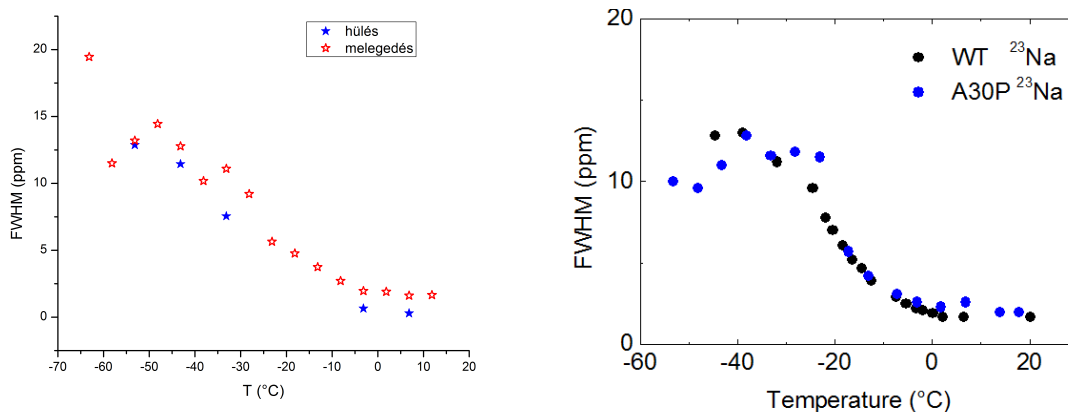 hülés
melegedés
20
15
10
5
0
FWHM (ppm)
-70 -60 -50 -40 -30 -20 -10 0 10 20
T (°C)
20
10
0
FWHM (ppm)
WT ²³Na
A30P ²³Na
-60 -40 -20 0 20
Temperature (°C)